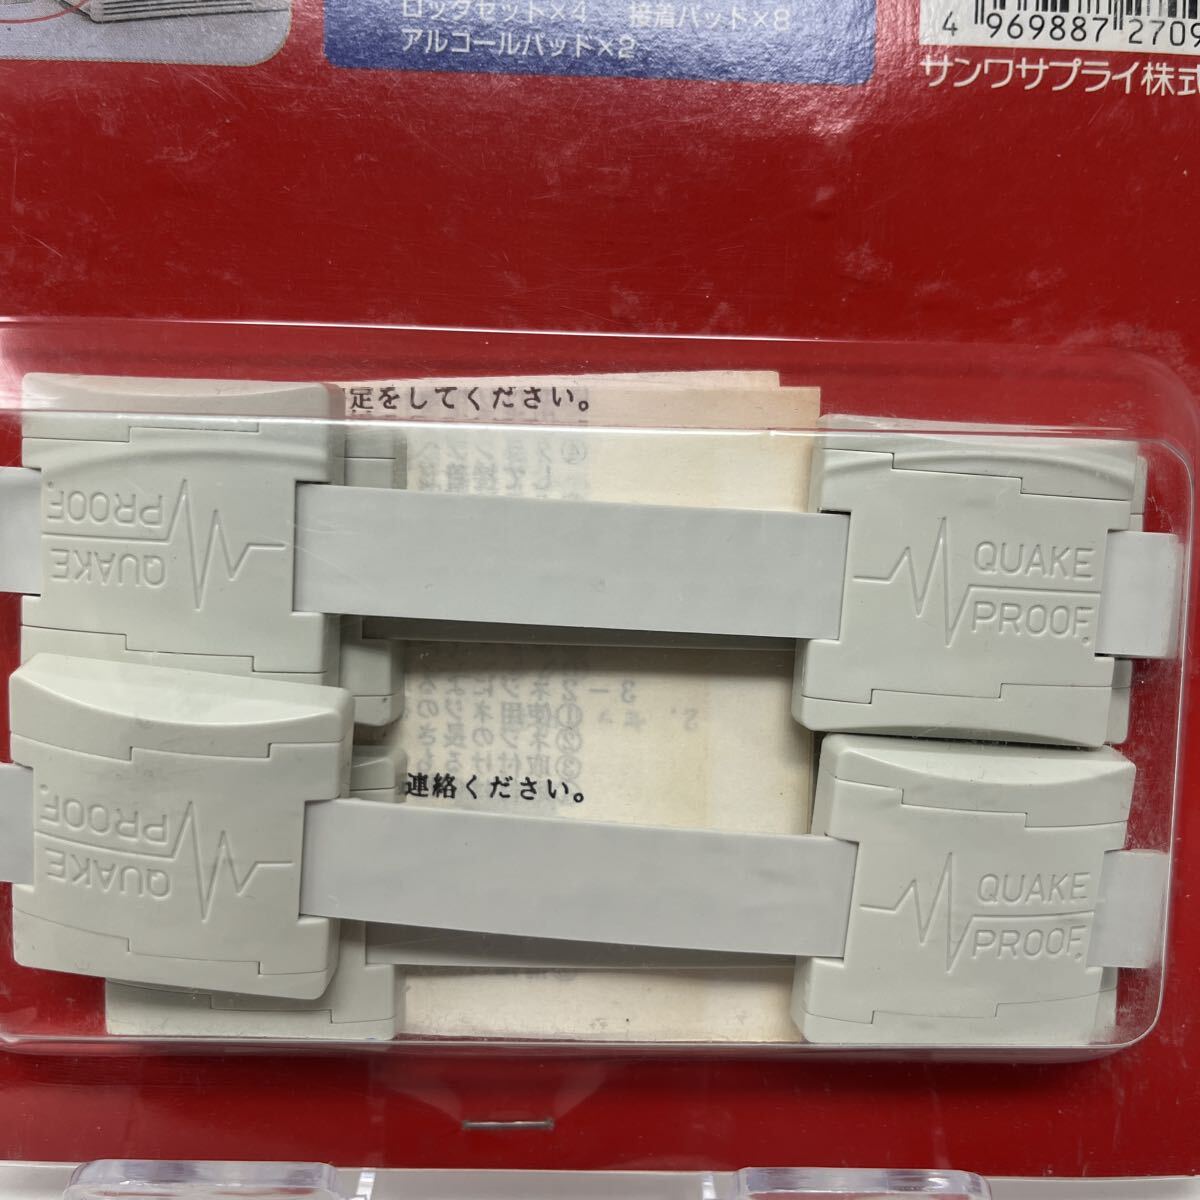 ロックセット×4 接着パッド×8
アルコールパッド×2
4 969887 2709
サンワサプライ株式
定をしてください。
QUAKE
PROOF
QUAKE
PROOF
連絡ください。
QUAKE
PROOF
QUAKE
PROOF